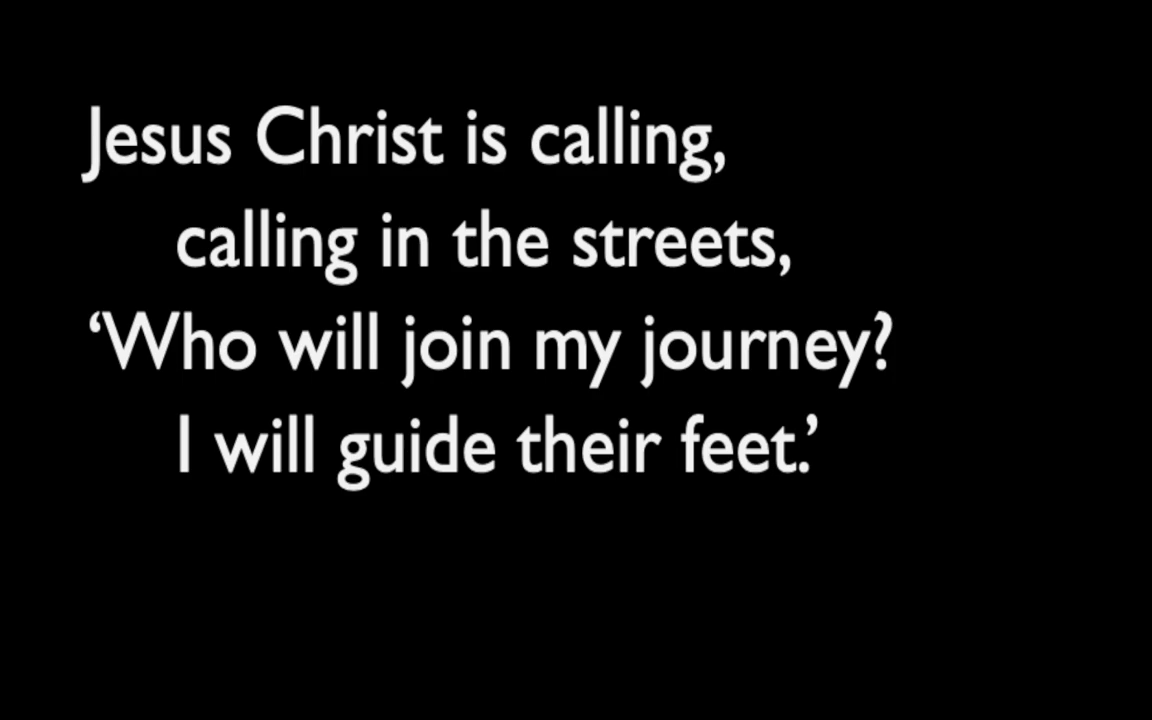 Jesus Christ is calling,
calling in the streets,
‘Who will join my journey?
I will guide their feet.’